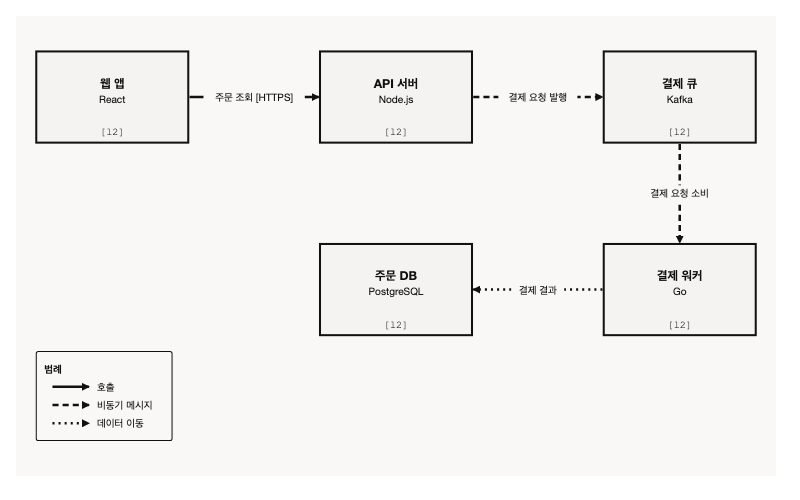 웹 앱
React
[12]
주문 조회 [HTTPS]
API 서버
Node.js
[12]
결제 요청 발행
결제 큐
Kafka
[12]
결제 요청 소비
주문 DB
PostgreSQL
[12]
결제 결과
결제 워커
Go
[12]
범례
호출
비동기 메시지
데이터 이동